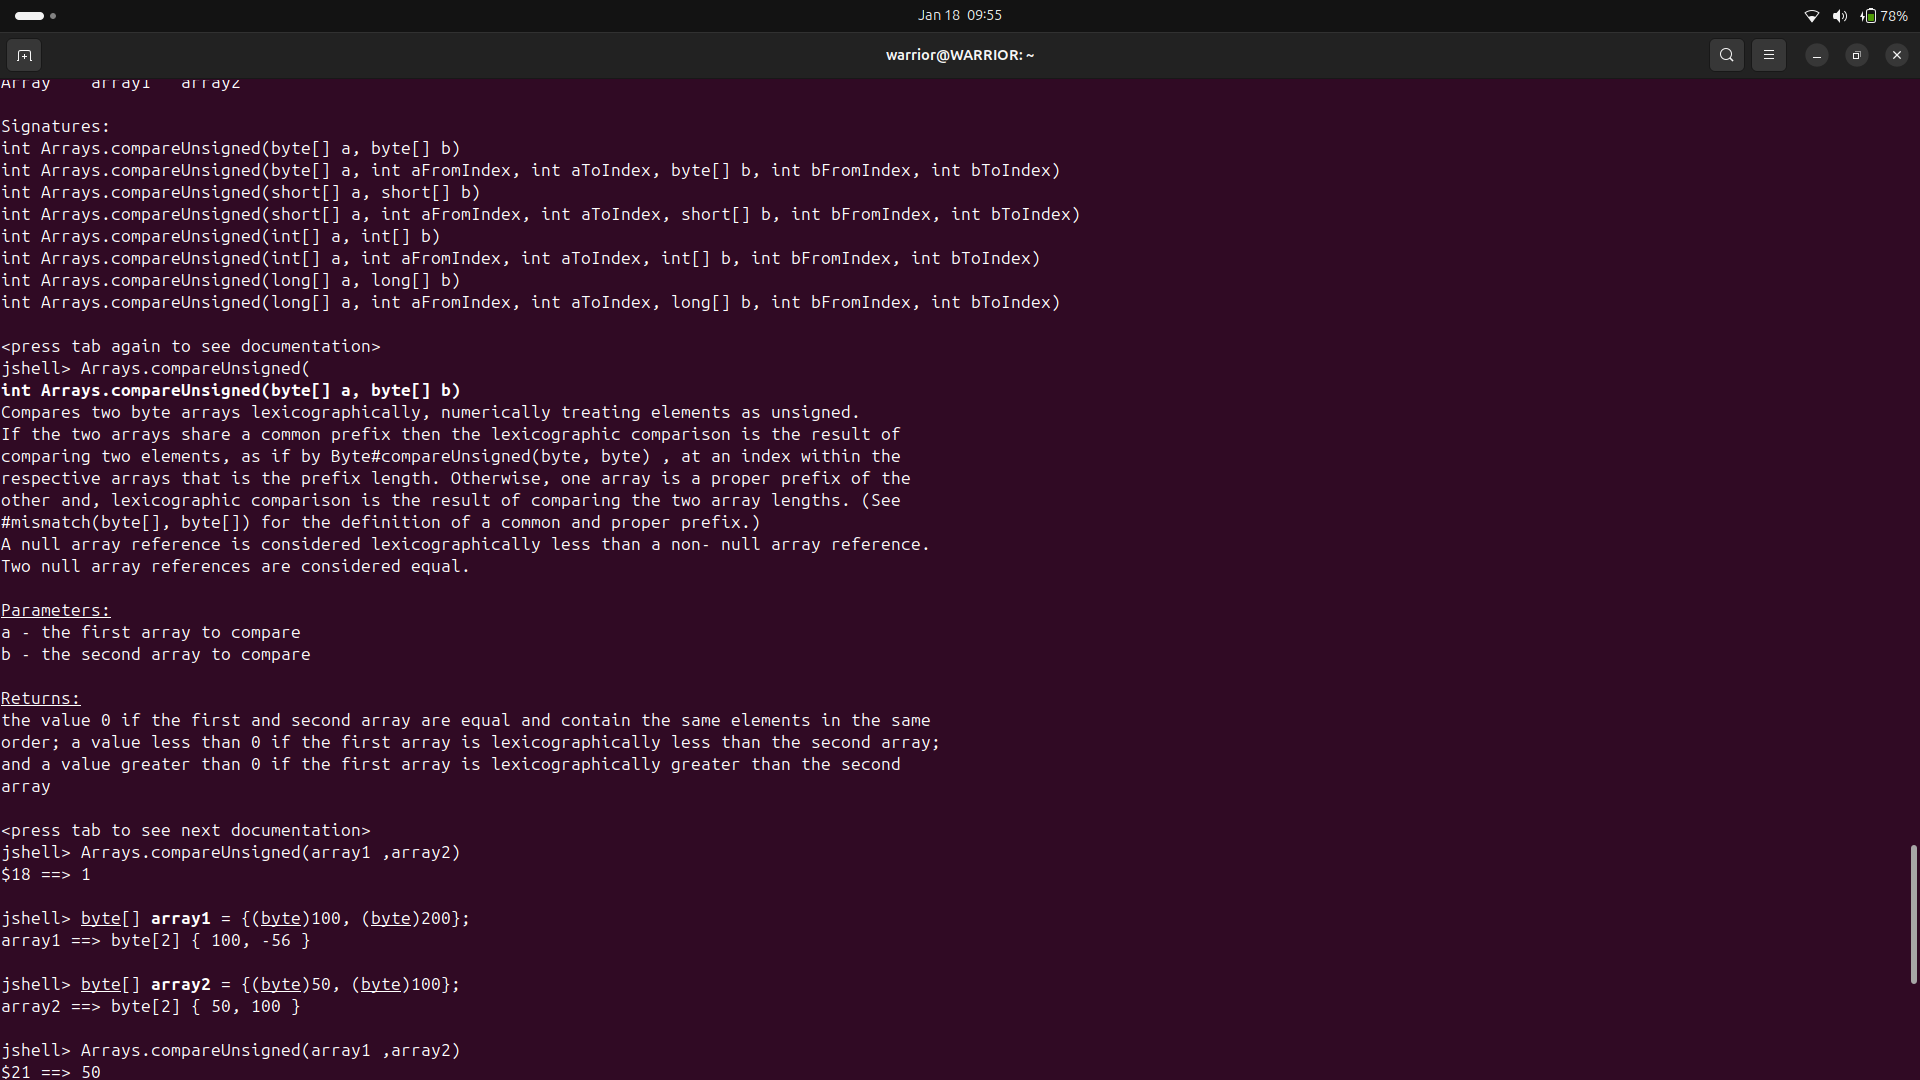 Jan 18 09:55
78%
warrior@WARRIOR: ~
Array array1 array2
Signatures:
int Arrays.compareUnsigned(byte[] a, byte[] b)
int Arrays.compareUnsigned(byte[] a, int aFromIndex, int aToIndex, byte[] b, int bFromIndex, int bToIndex)
int Arrays.compareUnsigned(short[] a, short[] b)
int Arrays.compareUnsigned(short[] a, int aFromIndex, int aToIndex, short[] b, int bFromIndex, int bToIndex)
int Arrays.compareUnsigned(int[] a, int[] b)
int Arrays.compareUnsigned(int[] a, int aFromIndex, int aToIndex, int[] b, int bFromIndex, int bToIndex)
int Arrays.compareUnsigned(long[] a, long[] b)
int Arrays.compareUnsigned(long[] a, int aFromIndex, int aToIndex, long[] b, int bFromIndex, int bToIndex)
<press tab again to see documentation>
jshell> Arrays.compareUnsigned(
int Arrays.compareUnsigned(byte[] a, byte[] b)
Compares two byte arrays lexicographically, numerically treating elements as unsigned.
If the two arrays share a common prefix then the lexicographic comparison is the result of
comparing two elements, as if by Byte#compareUnsigned(byte, byte) , at an index within the
respective arrays that is the prefix length. Otherwise, one array is a proper prefix of the
other and, lexicographic comparison is the result of comparing the two array lengths. (See
#mismatch(byte[], byte[]) for the definition of a common and proper prefix.)
A null array reference is considered lexicographically less than a non- null array reference.
Two null array references are considered equal.
Parameters:
a - the first array to compare
b - the second array to compare
Returns:
the value 0 if the first and second array are equal and contain the same elements in the same
order; a value less than 0 if the first array is lexicographically less than the second array;
and a value greater than 0 if the first array is lexicographically greater than the second
array
<press tab to see next documentation>
jshell> Arrays.compareUnsigned(array1 ,array2)
$18 ==> 1
jshell> byte[] array1 = {(byte)100, (byte)200};
array1 ==> byte[2] { 100, -56 }
jshell> byte[] array2 = {(byte)50, (byte)100};
array2 ==> byte[2] { 50, 100 }
jshell> Arrays.compareUnsigned(array1 ,array2)
$21 ==> 50